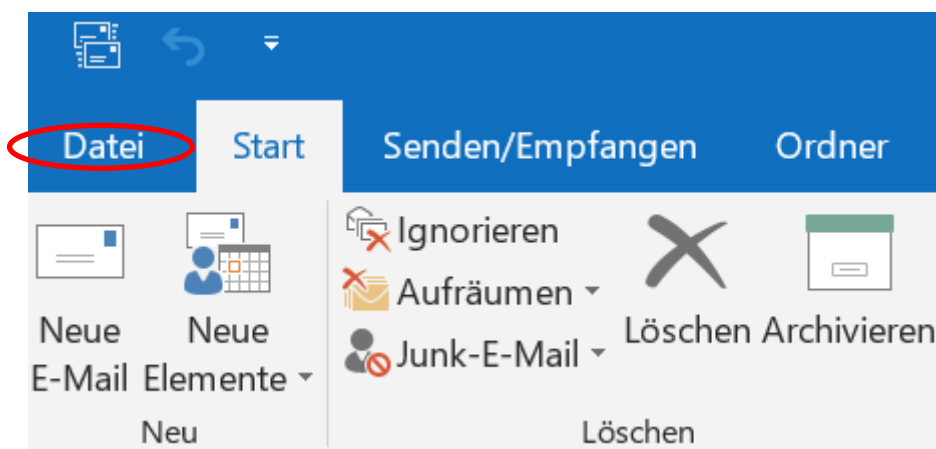 Datei Start Senden/Empfangen Ordner
Ignorieren
Aufräumen
Junk-E-Mail
Neue
E-Mail
Neue
Elemente
Löschen
Archivieren
Neu
Löschen